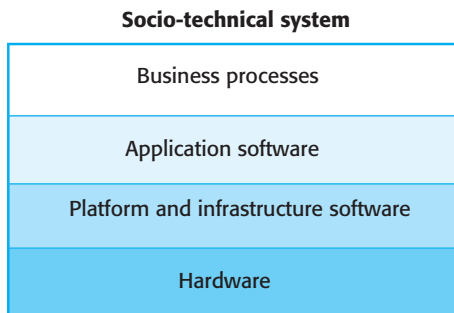 Socio-technical system
Business processes
Application software
Platform and infrastructure software
Hardware